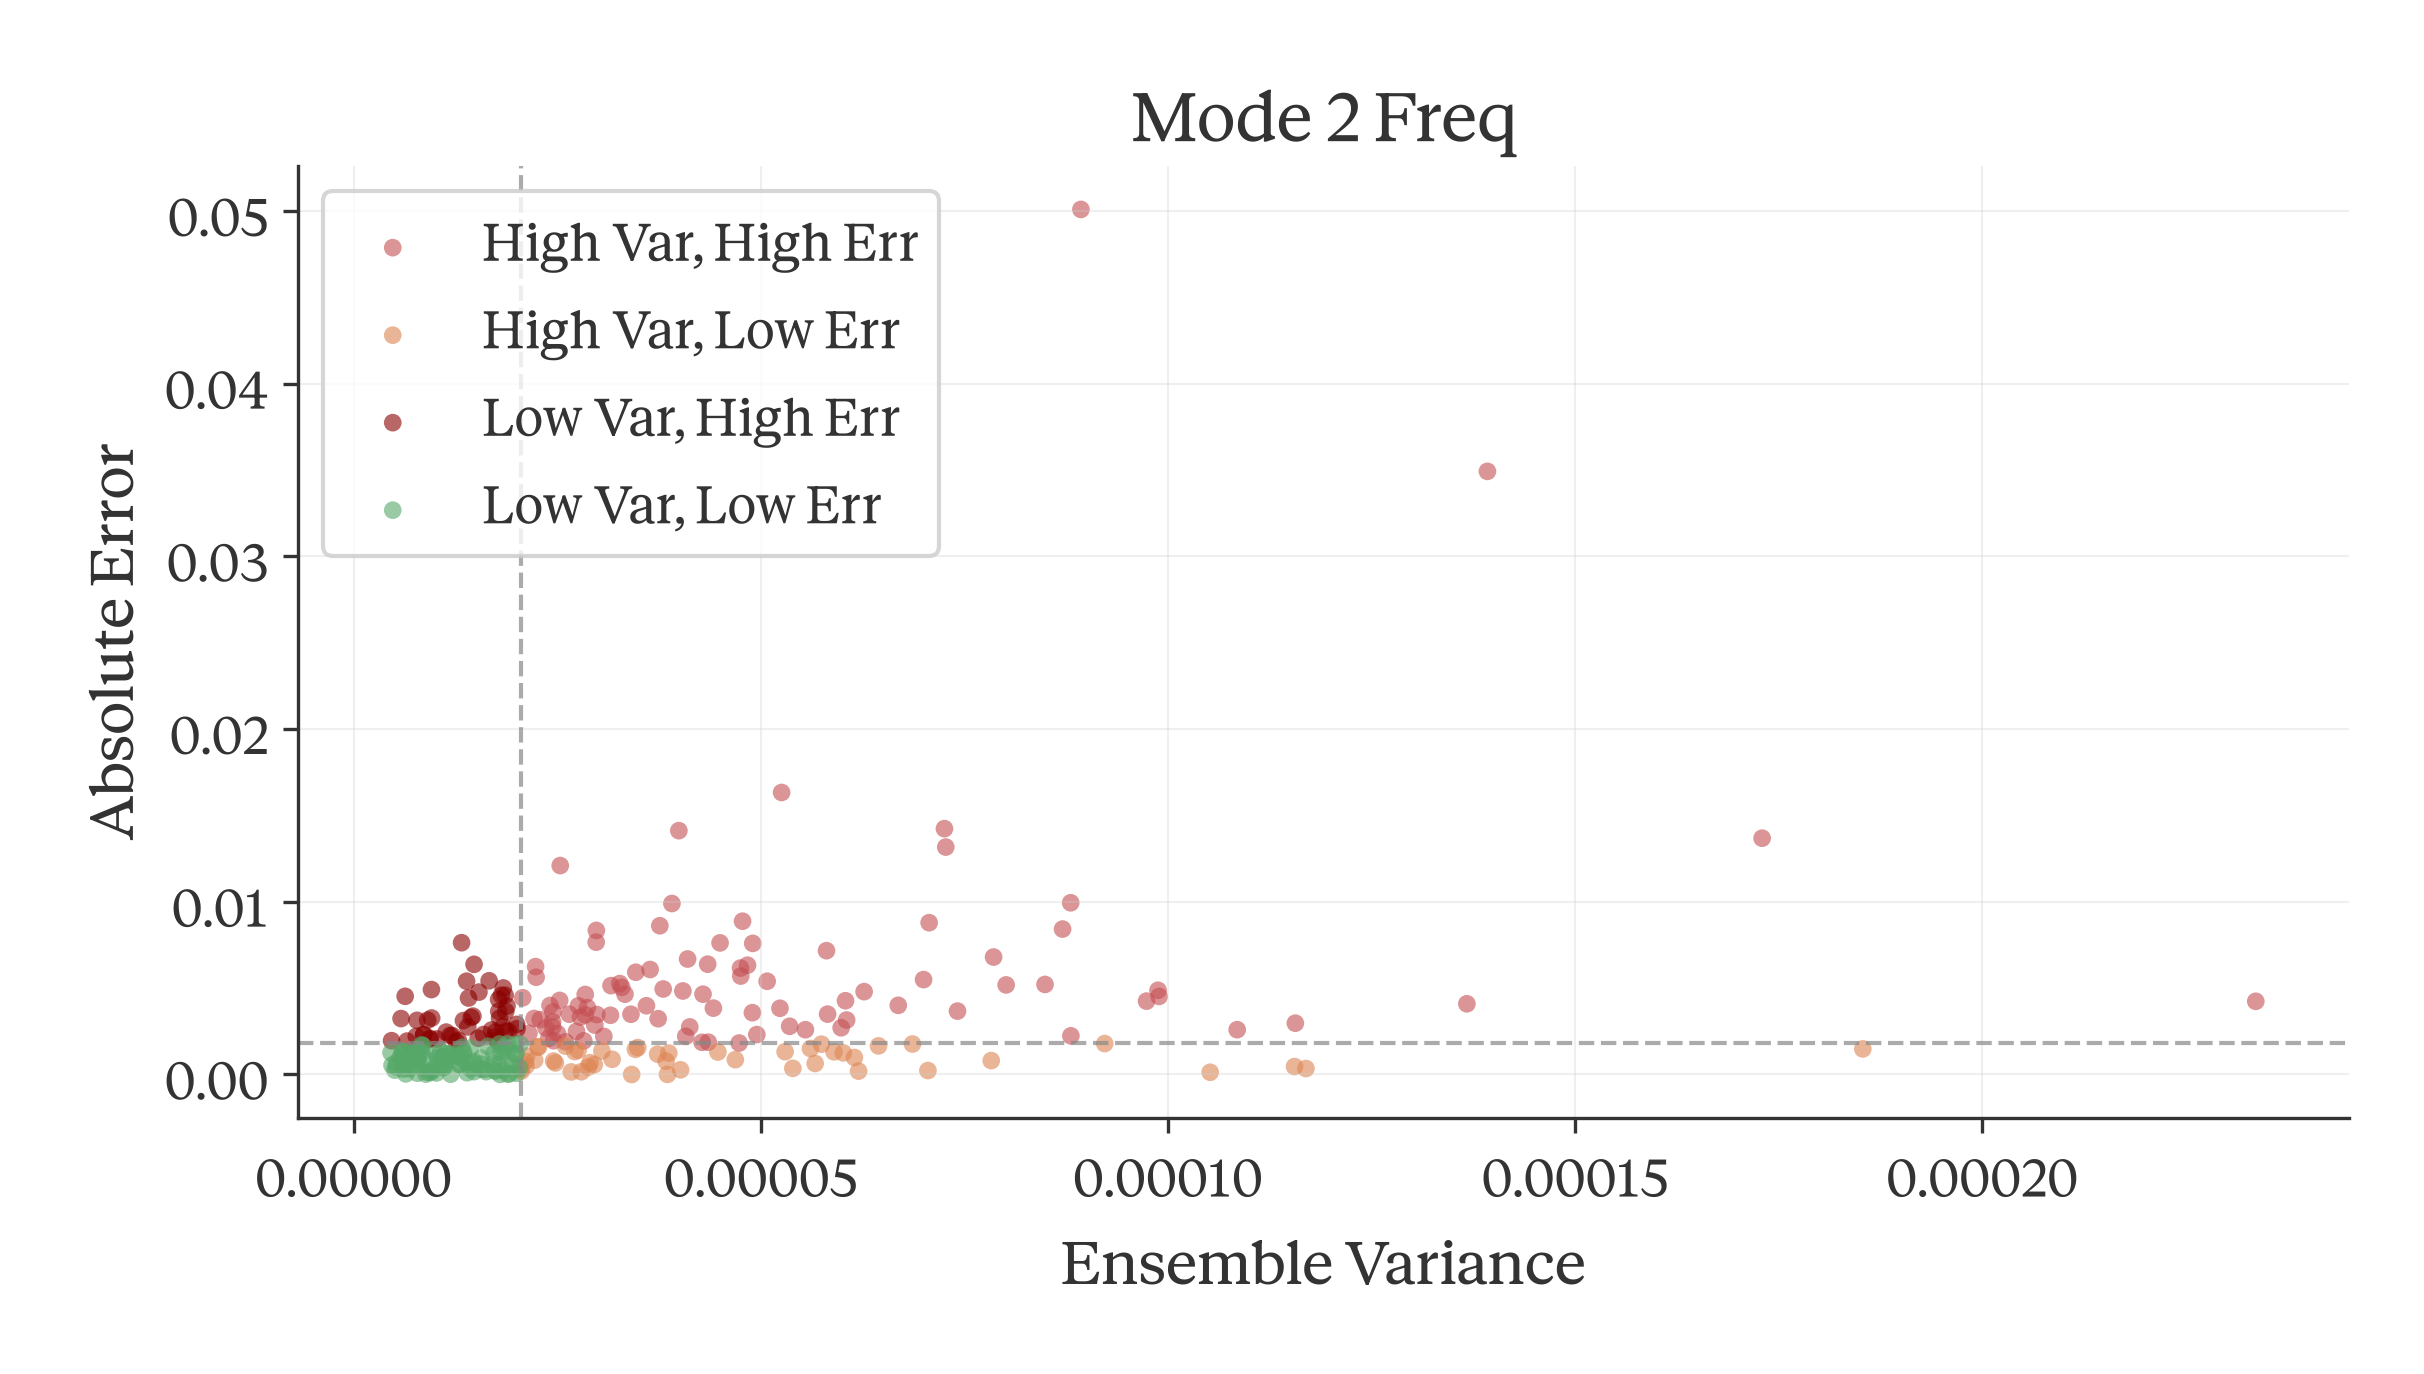 Mode 2 Freq
High Var, High Err
High Var, Low Err
Low Var, High Err
Low Var, Low Err
Absolute Error
0.05
0.04
0.03
0.02
0.01
0.00
0.00000 0.00005 0.00010 0.00015 0.00020
Ensemble Variance